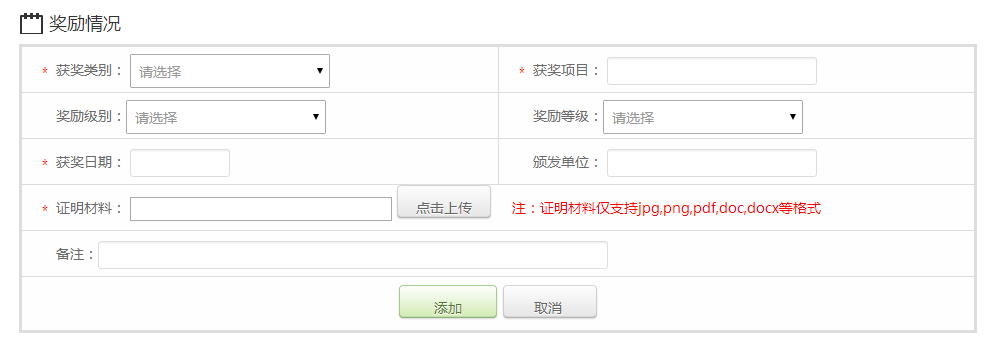 奖励情况
* 获奖类别： 请选择 * 获奖项目：
奖励级别： 请选择 奖励等级： 请选择
* 获奖日期： 颁发单位：
* 证明材料： 点击上传 注：证明材料仅支持jpg,png,pdf,doc,docx等格式
备注：
添加 取消